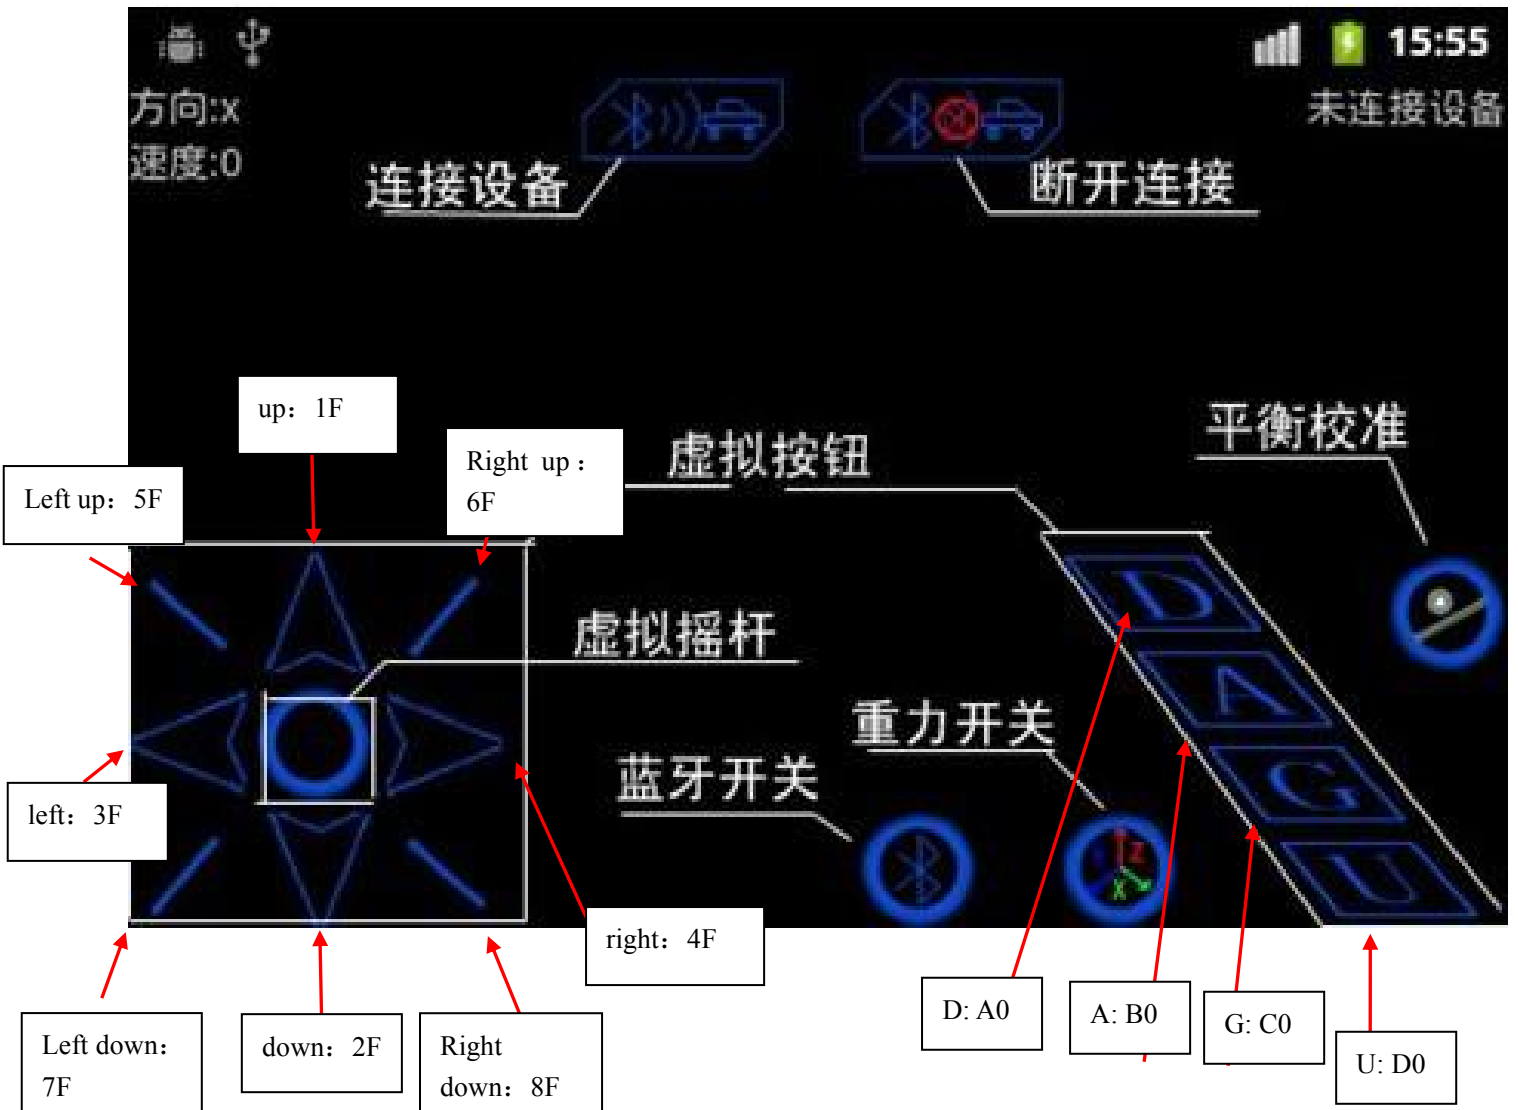 15:55
方向:x
未连接设备
速度:0
连接设备
断开连接
up：1F
Right up：
6F
Left up：5F
虚拟按钮
平衡校准
D
虚拟摇杆
A
重力开关
蓝牙开关
G
Z
X
U
left：3F
right：4F
Left down：
7F
down：2F
Right
down：8F
D: A0
A: B0
G: C0
U: D0